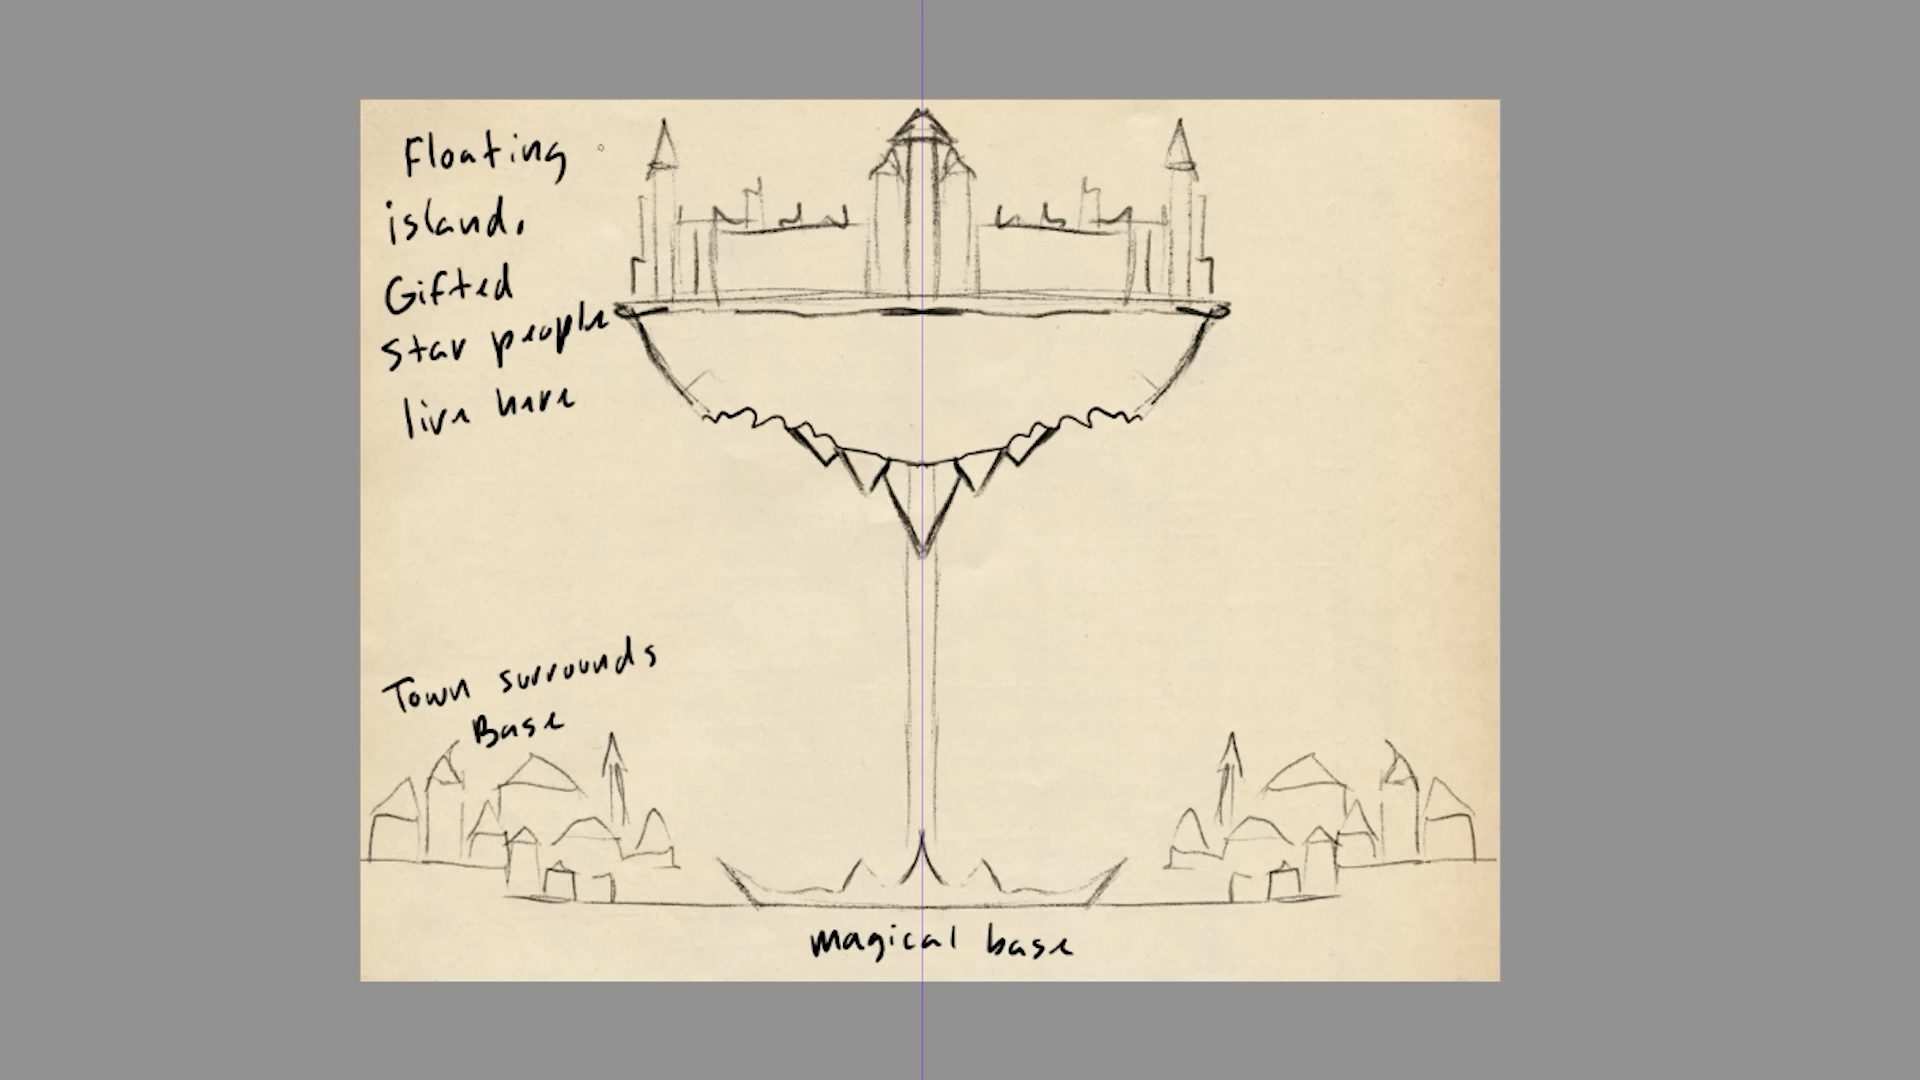 Floating
island.
Gifted
Star people
live here
Town surrounds
Base
magical base